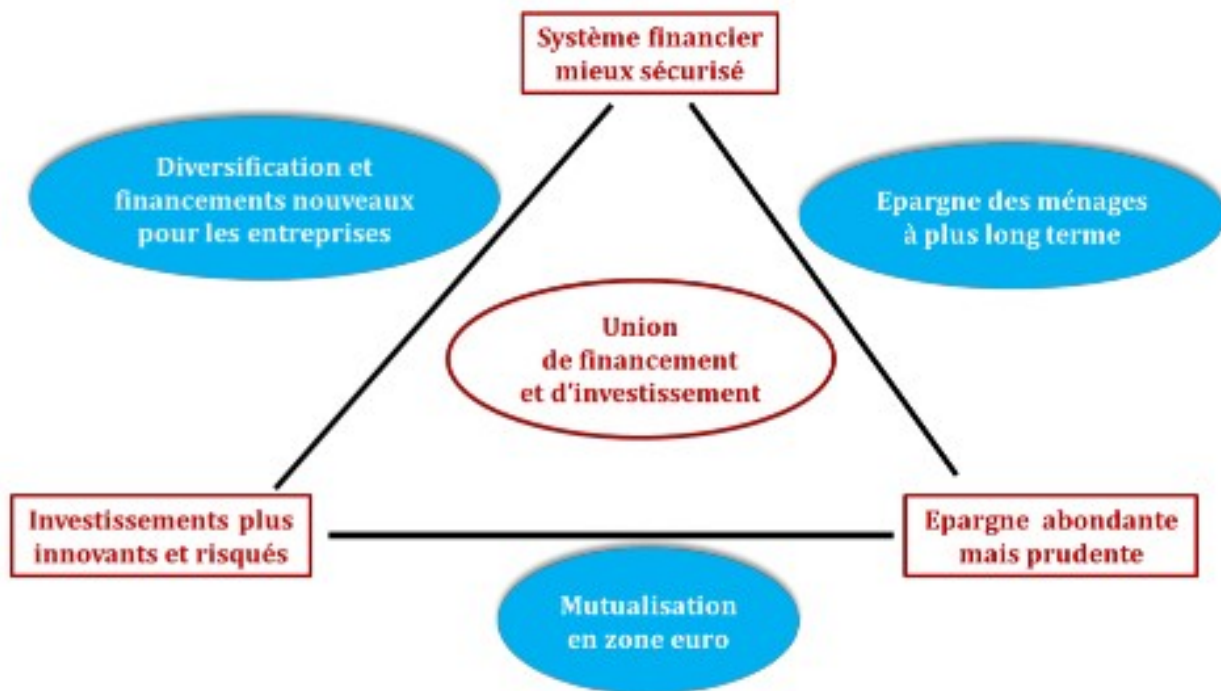 Système financier
mieux sécurisé
Diversification et
financements nouveaux
pour les entreprises
Epargne des ménages
à plus long terme
Union
de financement
et d'investissement
Investissements plus
innovants et risqués
Epargne abondante
mais prudente
Mutualisation
en zone euro